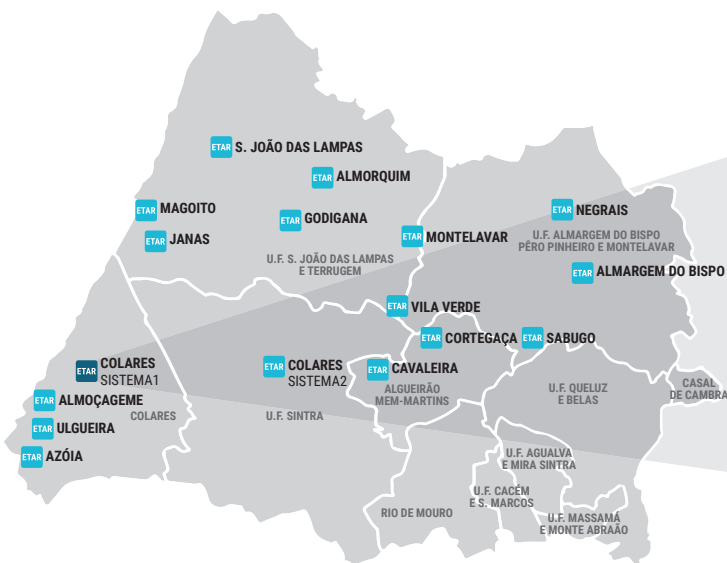 ETAR S. JOÃO DAS LAMPAS
ETAR ALMORQUIM
ETAR MAGOITO
ETAR GODIGANA
ETAR NEGRAIS
ETAR JANAS
ETAR MONTELAVAR
U.F. ALMARGEM DO BISPO
PÊRO PINHEIRO E MONTELAVAR
U.F. S. JOÃO DAS LAMPAS
E TERRUGEM
ETAR ALMARGEM DO BISPO
ETAR VILA VERDE
ETAR CORTEGAÇA
ETAR SABUGO
ETAR COLARES
SISTEMA1
ETAR COLARES
SISTEMA2
ETAR CAVALEIRA
ALGUEIRÃO
MEM-MARTINS
U.F. QUELUZ
E BELAS
CASAL
DE CAMBRA
ETAR ALMOÇAGEME
COLARES
U.F. SINTRA
ETAR ULGUEIRA
ETAR AZÓIA
U.F. AGUALVA
E MIRA SINTRA
U.F. CACÉM
E S. MARCOS
RIO DE MOURO
U.F. MASSAMÁ
E MONTE ABRAÃO